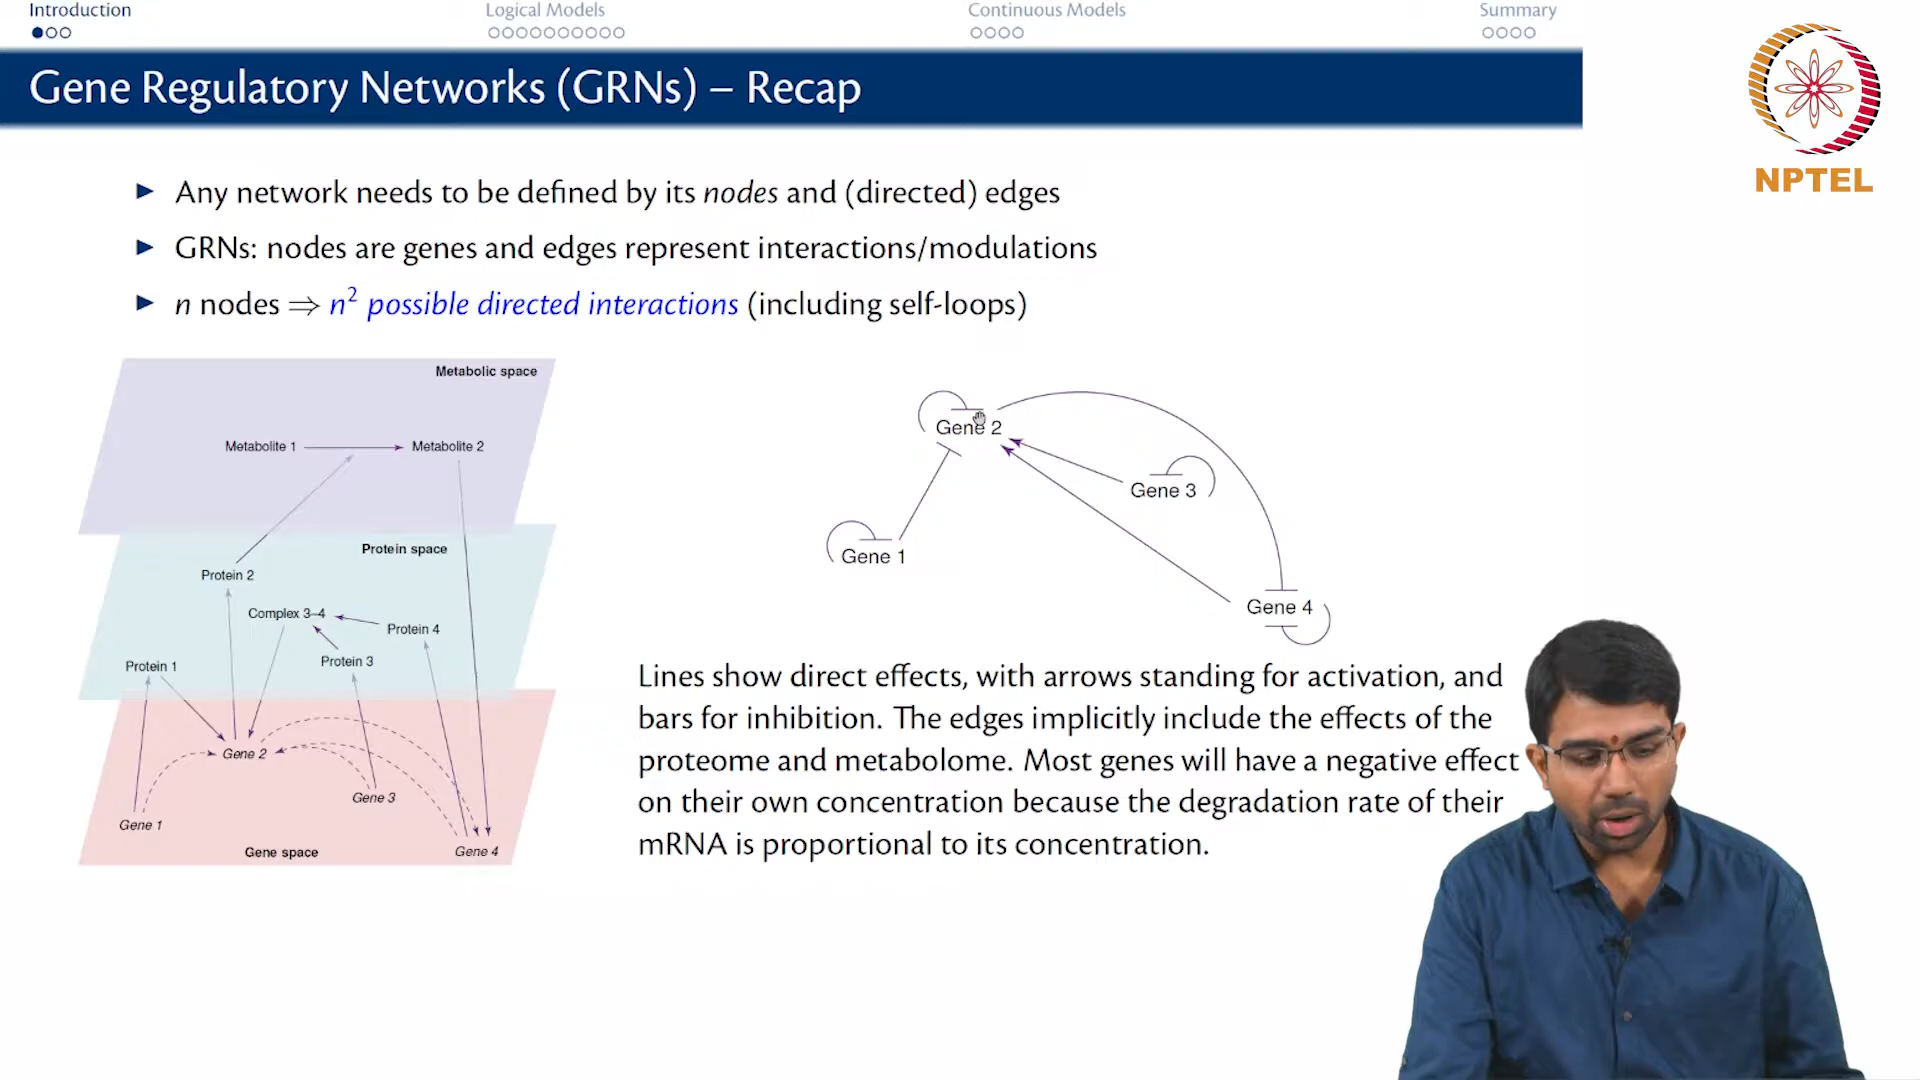 Introduction
Logical Models
Continuous Models
Summary
Gene Regulatory Networks (GRNs) – Recap
NPTEL
▶ Any network needs to be defined by its nodes and (directed) edges
▶ GRNs: nodes are genes and edges represent interactions/modulations
▶ n nodes ⇒ n² possible directed interactions (including self-loops)
Metabolic space
Metabolite 1
Metabolite 2
Protein space
Protein 2
Complex 3–4
Protein 4
Protein 1
Protein 3
Gene 2
Gene 3
Gene 1
Gene space
Gene 4
Gene 2
Gene 3
Gene 1
Gene 4
Lines show direct effects, with arrows standing for activation, and
bars for inhibition. The edges implicitly include the effects of the
proteome and metabolome. Most genes will have a negative effect
on their own concentration because the degradation rate of their
mRNA is proportional to its concentration.